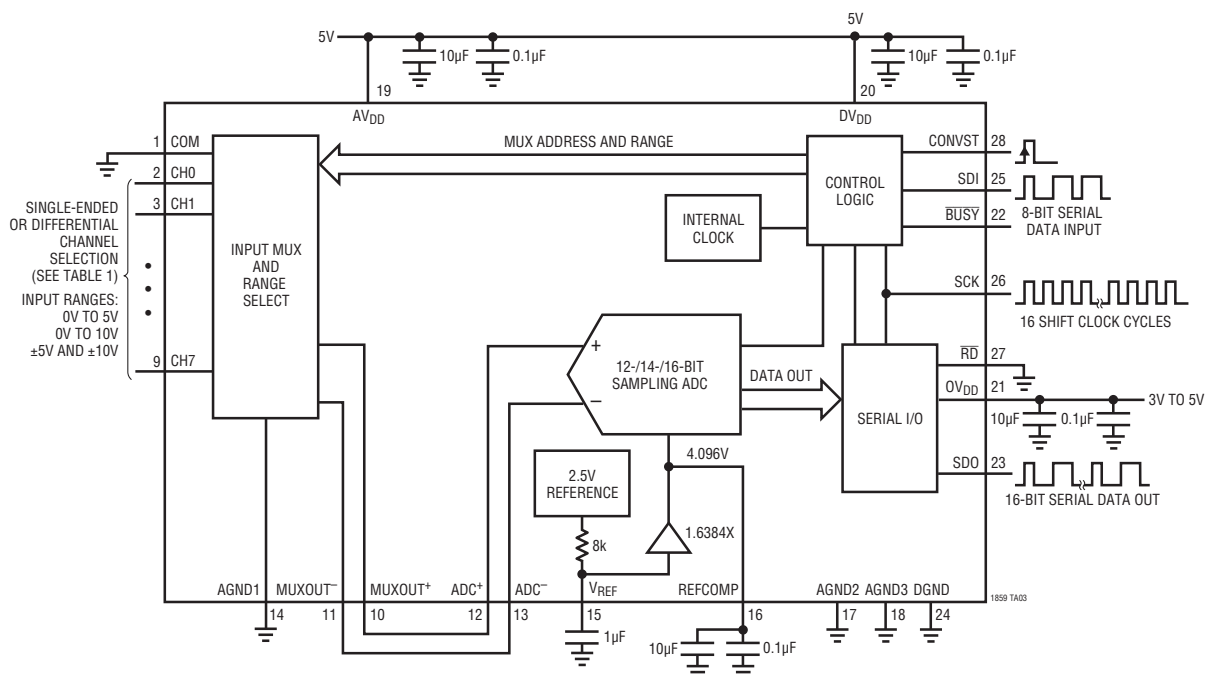 5V
10µF
0.1µF
5V
10µF
0.1µF
19
20
AVDD
DVDD
1
COM
2
CH0
3
CH1
SINGLE-ENDED
OR DIFFERENTIAL
CHANNEL
SELECTION
(SEE TABLE 1)
INPUT RANGES:
0V TO 5V
0V TO 10V
±5V AND ±10V
9
CH7
INPUT MUX
AND
RANGE
SELECT
MUX ADDRESS AND RANGE
INTERNAL
CLOCK
CONTROL
LOGIC
CONVST
28
SDI
25
8-BIT SERIAL
DATA INPUT
BUSY
22
SCK
26
16 SHIFT CLOCK CYCLES
+
−
12-/14-/16-BIT
SAMPLING ADC
DATA OUT
SERIAL I/O
RD
27
OVDD
21
3V TO 5V
10µF
0.1µF
SDO
23
16-BIT SERIAL DATA OUT
4.096V
2.5V
REFERENCE
8k
1.6384X
AGND1
MUXOUT−
MUXOUT+
ADC+
ADC−
VREF
REFCOMP
AGND2
AGND3
DGND
1859 TA03
14
11
10
12
13
15
16
17
18
24
1µF
10µF
0.1µF